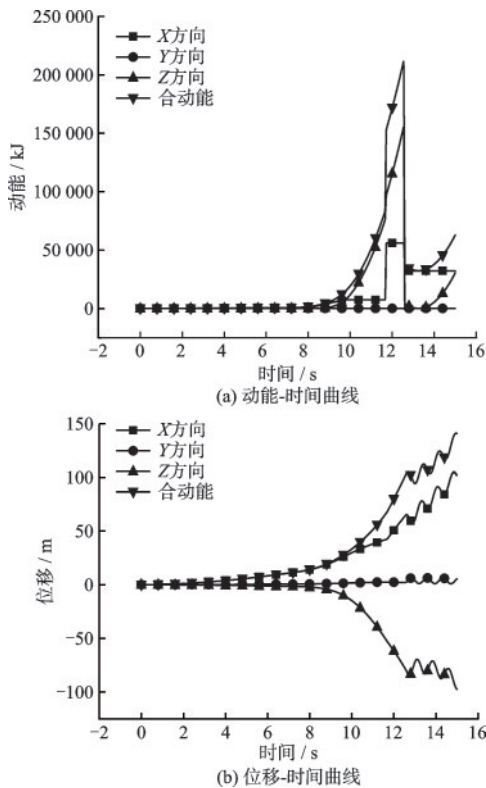 250 000
200 000
150 000
100 000
50 000
0
动能 / kJ
X方向
Y方向
Z方向
合动能
−2 0 2 4 6 8 10 12 14 16
时间 / s
(a) 动能-时间曲线
150
100
50
0
−50
−100
位移 / m
X方向
Y方向
Z方向
合动能
−2 0 2 4 6 8 10 12 14 16
时间 / s
(b) 位移-时间曲线